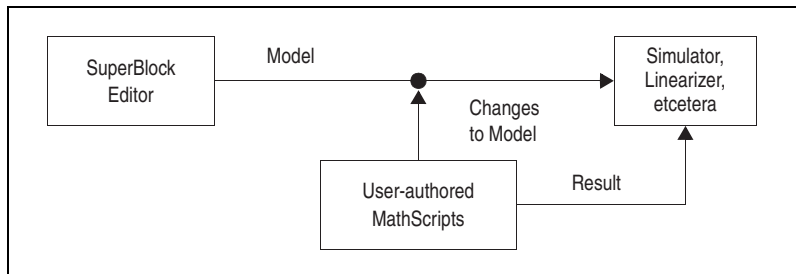 SuperBlock
Editor
Model
Simulator,
Linearizer,
etcetera
Changes
to Model
User-authored
MathScripts
Result